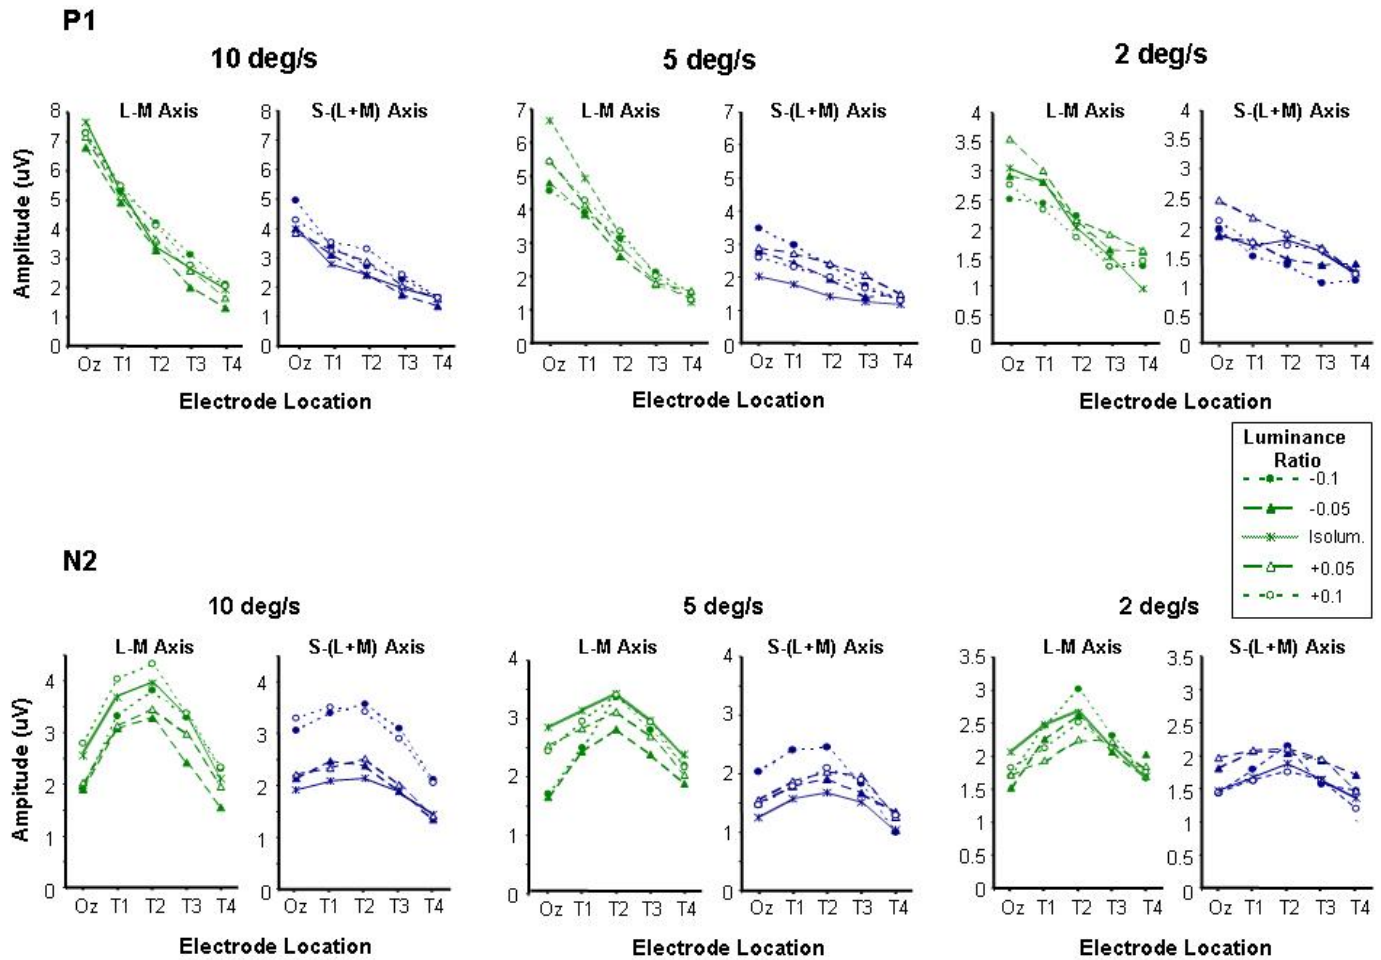 P1
10 deg/s
5 deg/s
2 deg/s
L-M Axis
S-(L+M) Axis
L-M Axis
S-(L+M) Axis
L-M Axis
S-(L+M) Axis
Amplitude (uV)
8
7
6
5
4
3
2
1
0
8
7
6
5
4
3
2
1
0
7
6
5
4
3
2
1
0
7
6
5
4
3
2
1
0
4
3.5
3
2.5
2
1.5
1
0.5
0
4
3.5
3
2.5
2
1.5
1
0.5
0
Oz T1 T2 T3 T4
Oz T1 T2 T3 T4
Oz T1 T2 T3 T4
Oz T1 T2 T3 T4
Oz T1 T2 T3 T4
Oz T1 T2 T3 T4
Electrode Location
Electrode Location
Electrode Location
Luminance
Ratio
-0.1
-0.05
Isolum.
+0.05
+0.1
N2
10 deg/s
5 deg/s
2 deg/s
L-M Axis
S-(L+M) Axis
L-M Axis
S-(L+M) Axis
L-M Axis
S-(L+M) Axis
Ampitude (uV)
4
3
2
1
0
4
3
2
1
0
4
3
2
1
0
4
3
2
1
0
3.5
3
2.5
2
1.5
1
0.5
0
3.5
3
2.5
2
1.5
1
0.5
0
Oz T1 T2 T3 T4
Oz T1 T2 T3 T4
Oz T1 T2 T3 T4
Oz T1 T2 T3 T4
Oz T1 T2 T3 T4
Oz T1 T2 T3 T4
Electrode Location
Electrode Location
Electrode Location